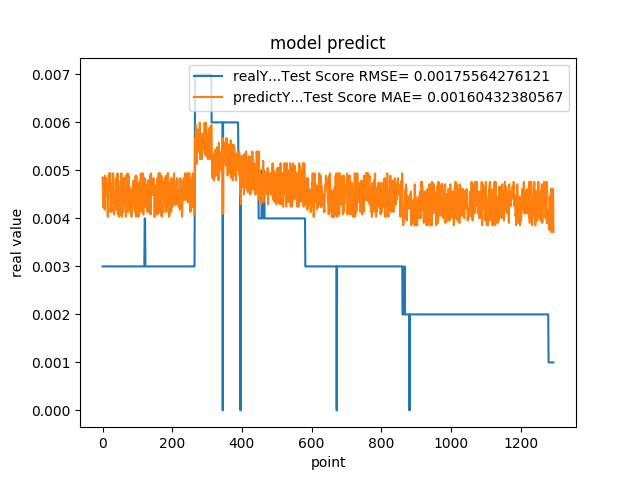 model predict
realY...Test Score RMSE= 0.00175564276121
predictY...Test Score MAE= 0.00160432380567
0.007
0.006
0.005
0.004
0.003
0.002
0.001
0.000
real value
0 200 400 600 800 1000 1200
point